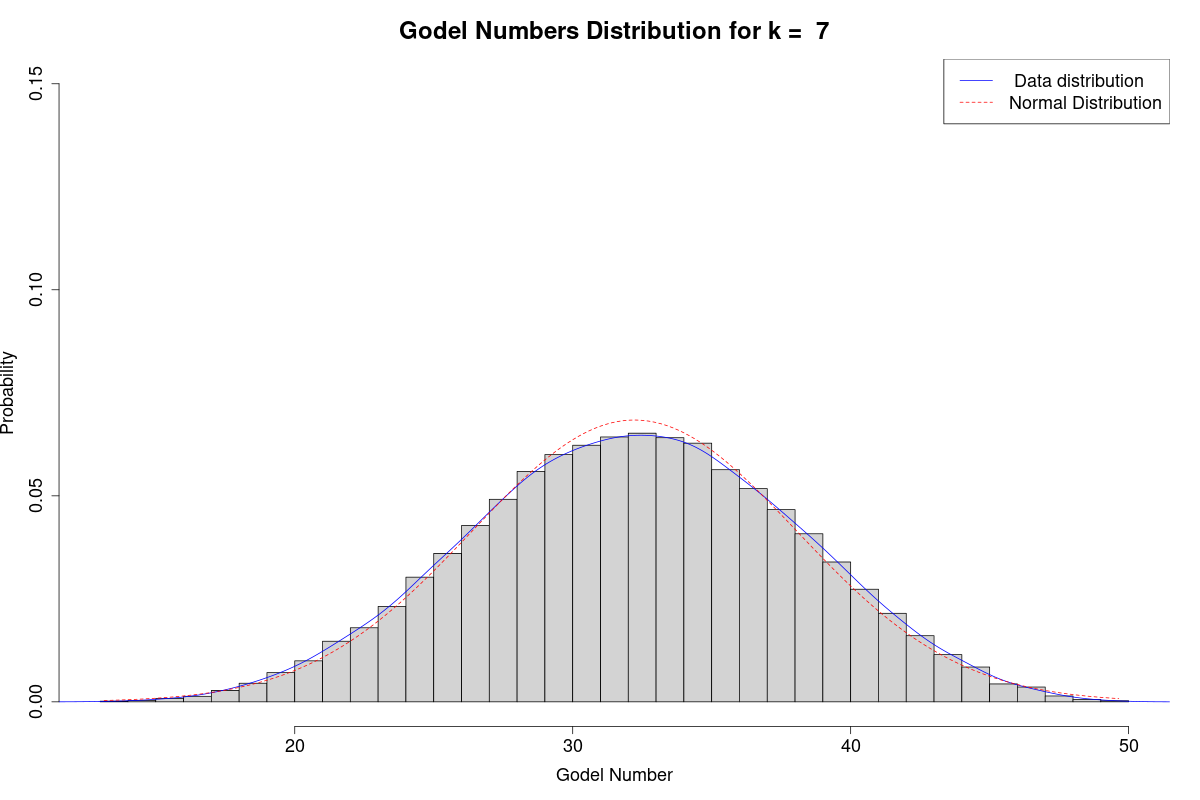 Godel Numbers Distribution for k =  7
Data distribution
Normal Distribution
0.15
0.10
0.05
0.00
Probability
20 30 40 50
Godel Number